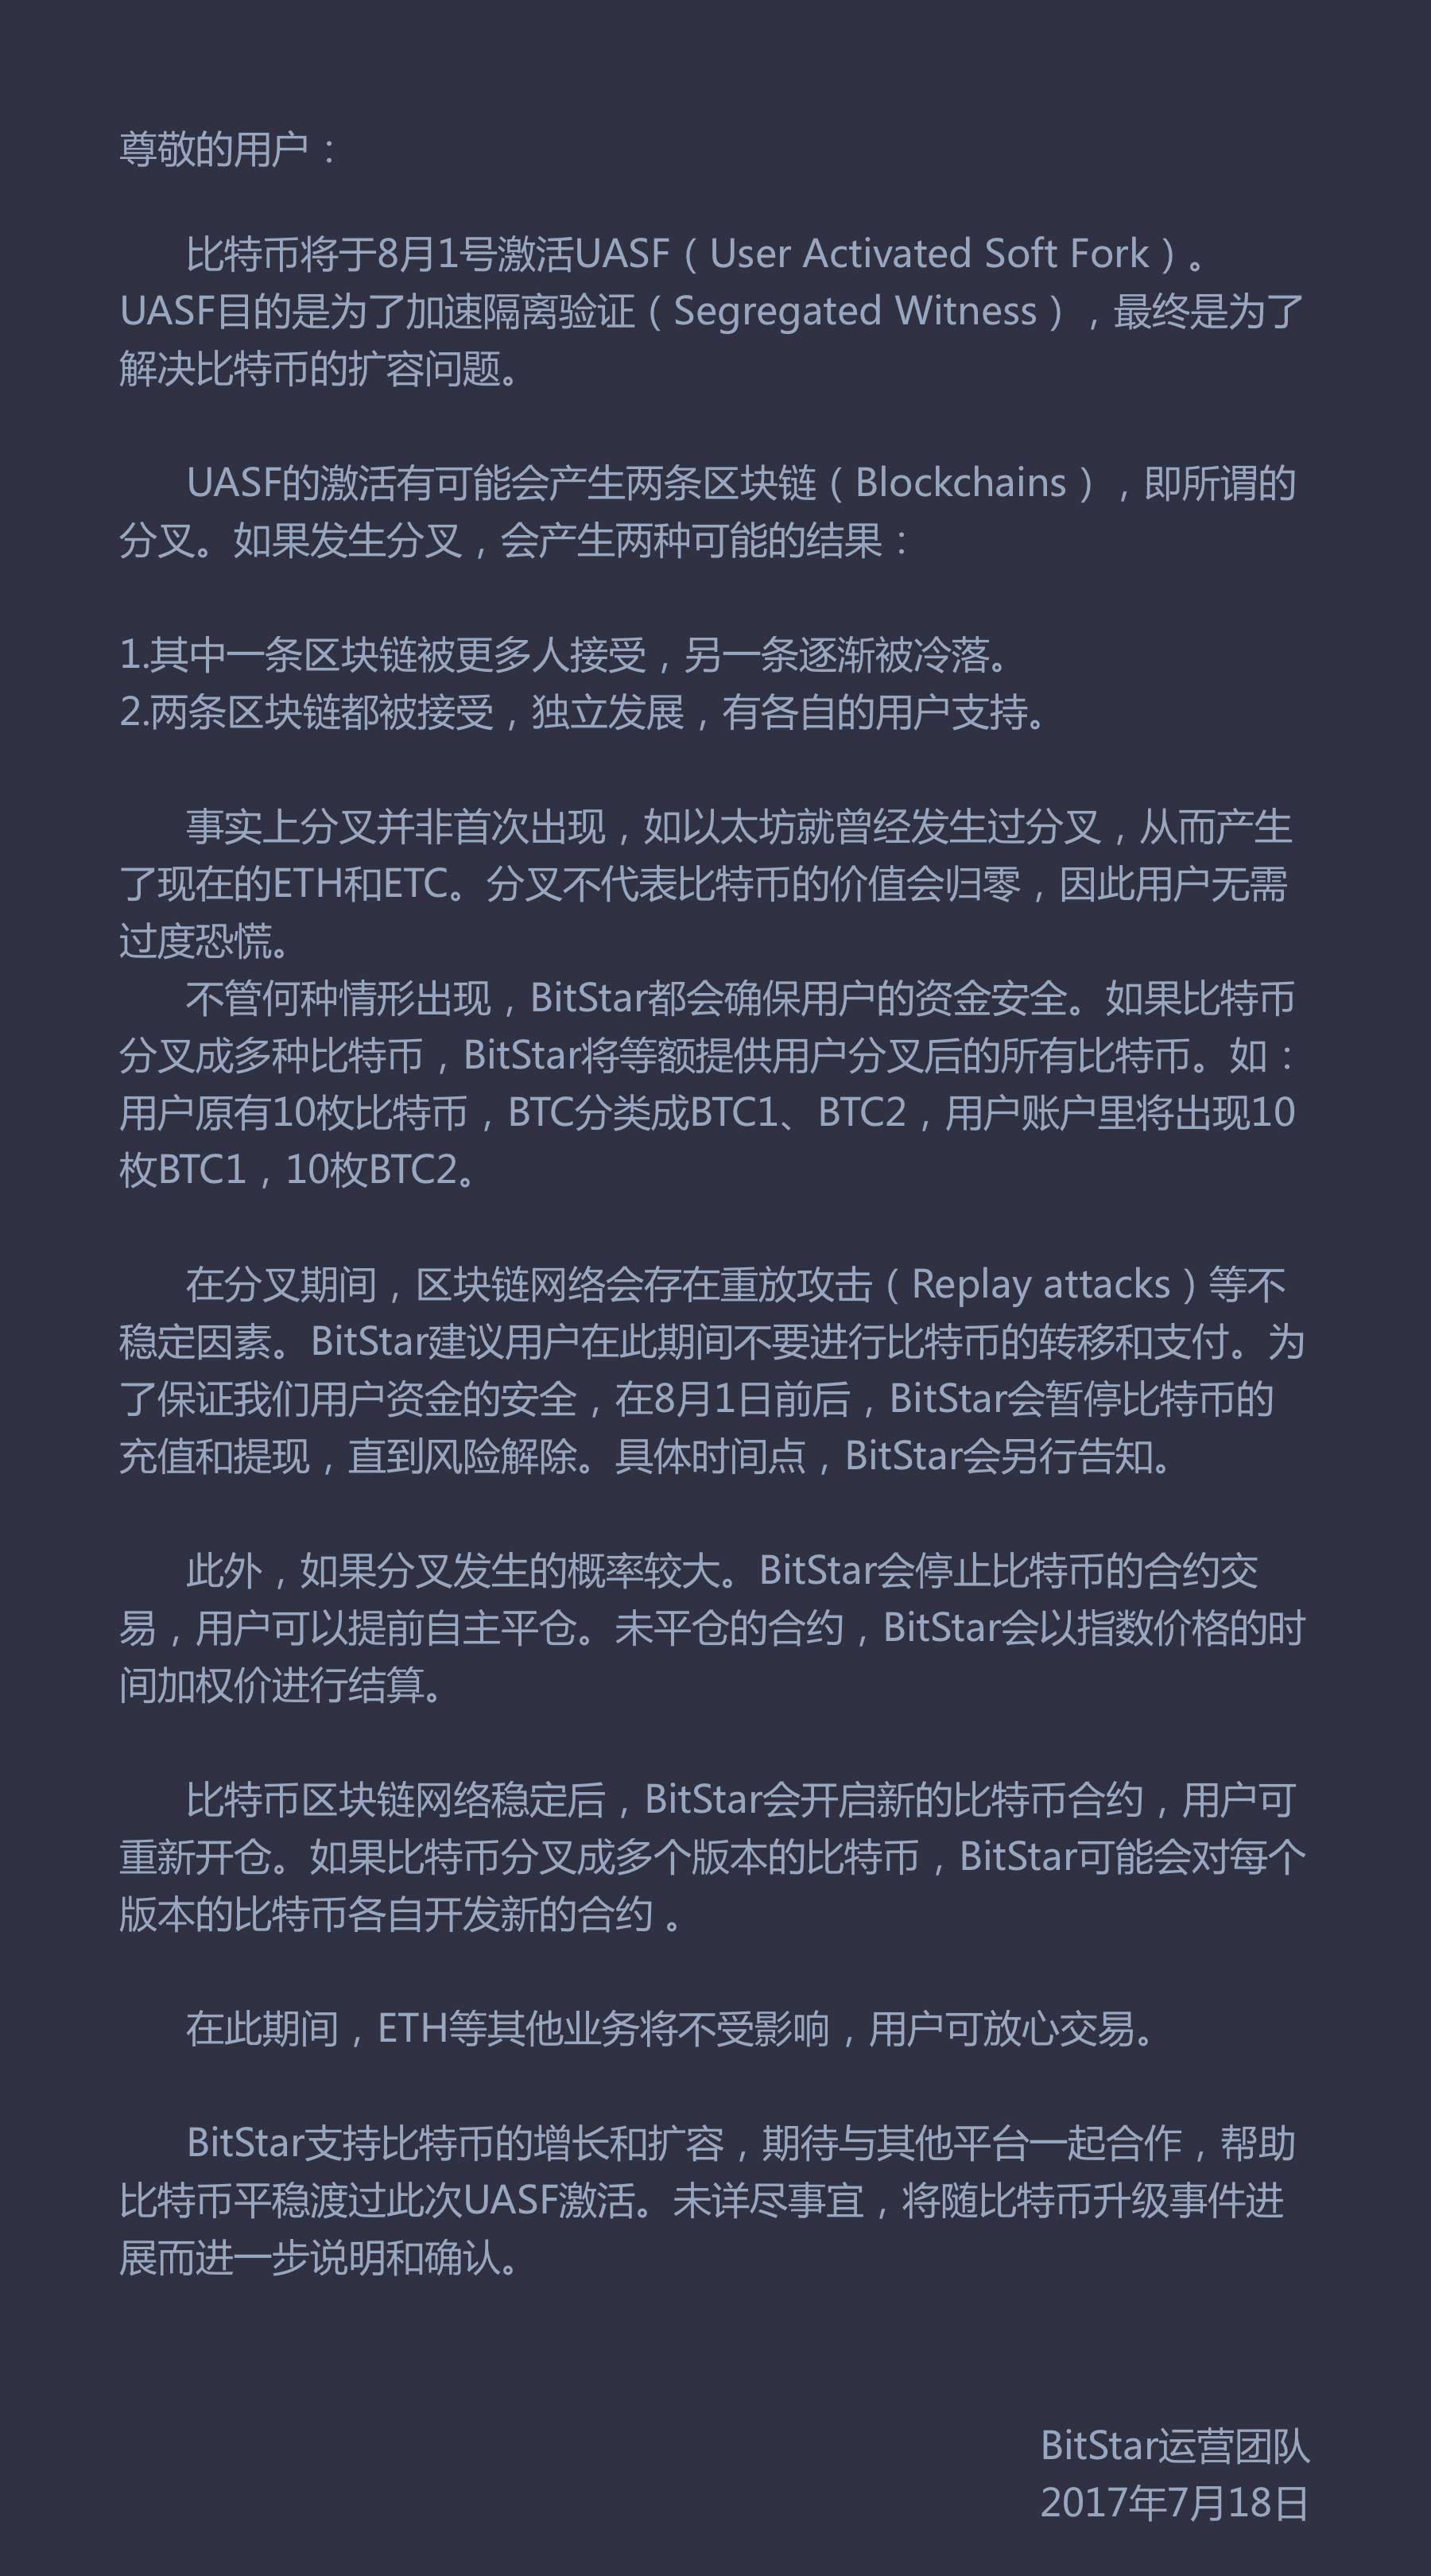 尊敬的用户：
比特币将于8月1号激活UASF（User Activated Soft Fork）。
UASF目的是为了加速隔离验证（Segregated Witness），最终是为了
解决比特币的扩容问题。
UASF的激活有可能会产生两条区块链（Blockchains），即所谓的
分叉。如果发生分叉，会产生两种可能的结果：
1.其中一条区块链被更多人接受，另一条逐渐被冷落。
2.两条区块链都被接受，独立发展，有各自的用户支持。
事实上分叉并非首次出现，如以太坊就曾经发生过分叉，从而产生
了现在的ETH和ETC。分叉不代表比特币的价值会归零，因此用户无需
过度恐慌。
不管何种情形出现，BitStar都会确保用户的资金安全。如果比特币
分叉成多种比特币，BitStar将等额提供用户分叉后的所有比特币。如：
用户原有10枚比特币，BTC分类成BTC1、BTC2，用户账户里将出现10
枚BTC1，10枚BTC2。
在分叉期间，区块链网络会存在重放攻击（Replay attacks）等不
稳定因素。BitStar建议用户在此期间不要进行比特币的转移和支付。为
了保证我们用户资金的安全，在8月1日前后，BitStar会暂停比特币的
充值和提现，直到风险解除。具体时间点，BitStar会另行告知。
此外，如果分叉发生的概率较大。BitStar会停止比特币的合约交
易，用户可以提前自主平仓。未平仓的合约，BitStar会以指数价格的时
间加权价进行结算。
比特币区块链网络稳定后，BitStar会开启新的比特币合约，用户可
重新开仓。如果比特币分叉成多个版本的比特币，BitStar可能会对每个
版本的比特币各自开发新的合约 。
在此期间，ETH等其他业务将不受影响，用户可放心交易。
BitStar支持比特币的增长和扩容，期待与其他平台一起合作，帮助
比特币平稳渡过此次UASF激活。未详尽事宜，将随比特币升级事件进
展而进一步说明和确认。
BitStar运营团队
2017年7月18日